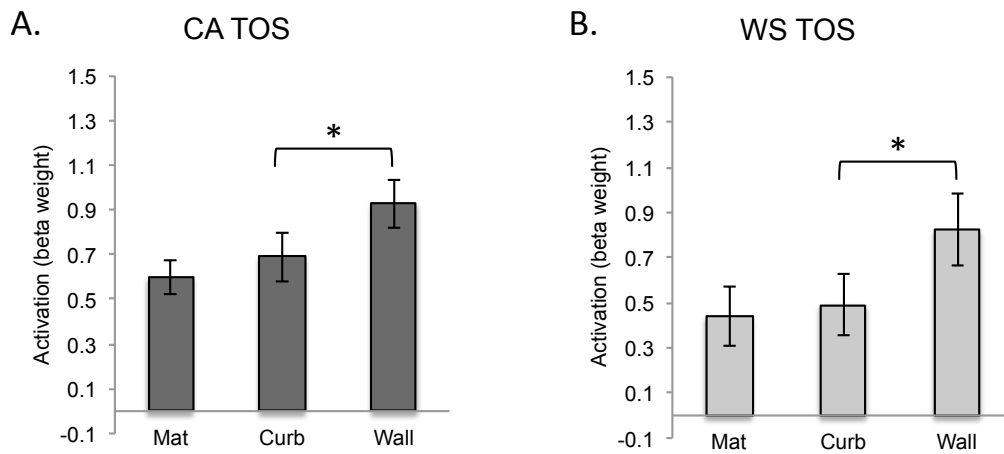 A.
CA TOS
Activation (beta weight)
1.5
1.3
1.1
0.9
0.7
0.5
0.3
0.1
-0.1
*
Mat Curb Wall
B.
WS TOS
Activation (beta weight)
1.5
1.3
1.1
0.9
0.7
0.5
0.3
0.1
-0.1
*
Mat Curb Wall